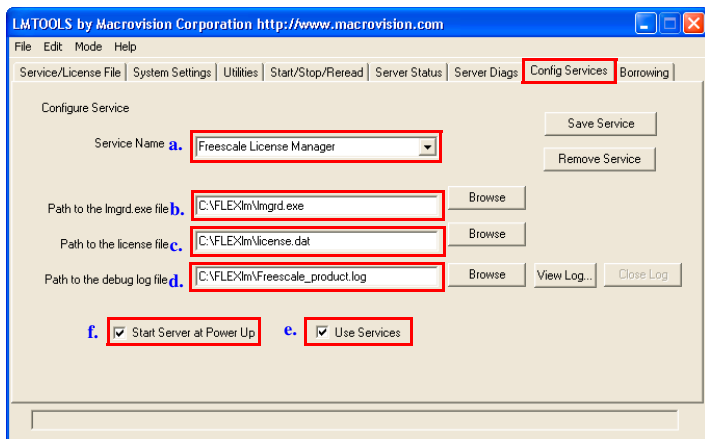 LMTOOLS by Macrovision Corporation http://www.macrovision.com
File Edit Mode Help
Service/License File System Settings Utilities Start/Stop/Reread Server Status Server Diags Config Services Borrowing
Configure Service
Save Service
Service Name a. Freescale License Manager
Remove Service
Path to the lmgrd.exe file b. C:\FLEXlm\lmgrd.exe Browse
Path to the license file c. C:\FLEXlm\license.dat Browse
Path to the debug log file d. C:\FLEXlm\Freescale_product.log Browse View Log... Close Log
f. Start Server at Power Up e. Use Services